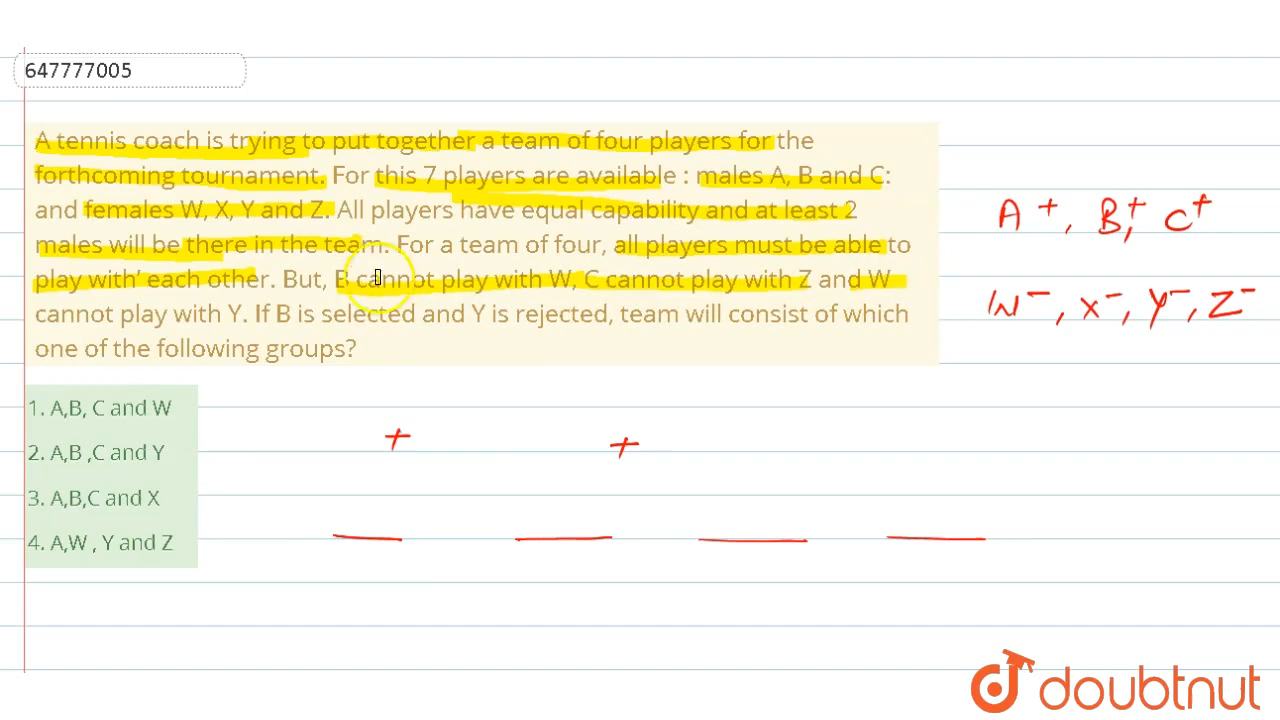 647777005
A tennis coach is trying to put together a team of four players for the
forthcoming tournament. For this 7 players are available : males A, B and C:
and females W, X, Y and Z. All players have equal capability and at least 2
males will be there in the team. For a team of four, all players must be able to
play with’ each other. But, B cannot play with W, C cannot play with Z and W
cannot play with Y. If B is selected and Y is rejected, team will consist of which
one of the following groups?
1. A,B, C and W
2. A,B ,C and Y
3. A,B,C and X
4. A,W , Y and Z
A+, B+, C+
W-, X-, Y-, Z-
+ +
doubtnut